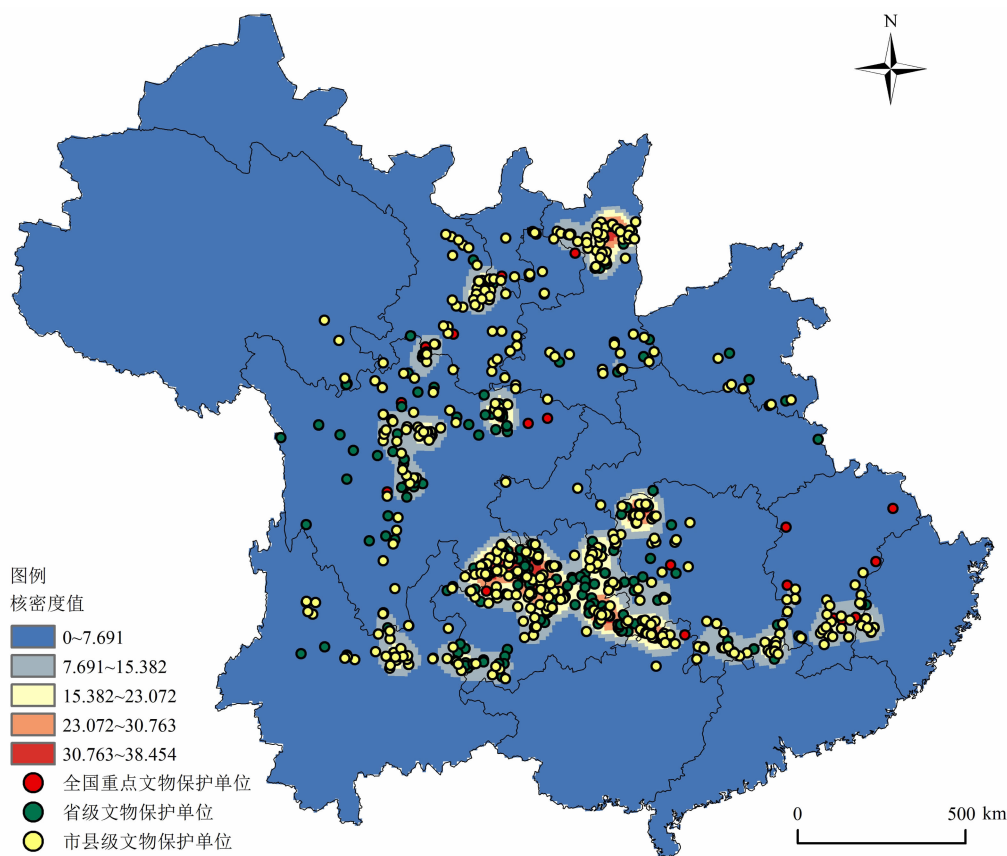 N
图例
核密度值
0~7.691
7.691~15.382
15.382~23.072
23.072~30.763
30.763~38.454
全国重点文物保护单位
省级文物保护单位
市县级文物保护单位
0 500 km